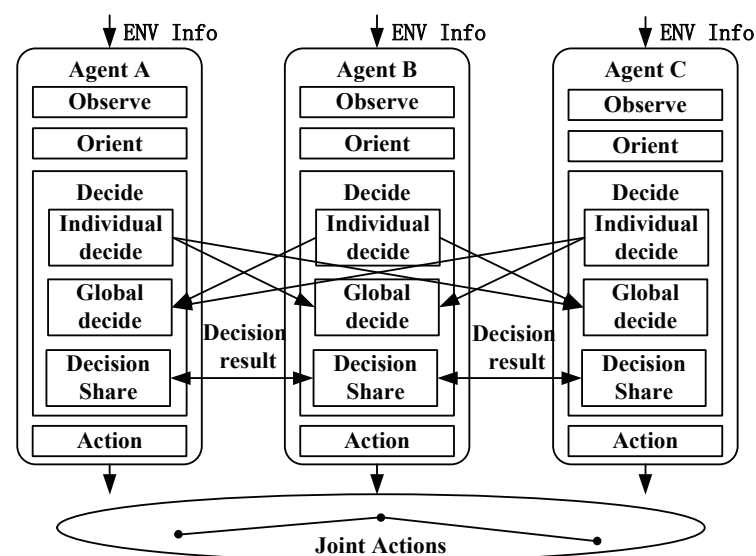 ENV Info
ENV Info
ENV Info
Agent A
Observe
Orient
Decide
Individual
decide
Global
decide
Decision
Share
Action
Agent B
Observe
Orient
Decide
Individual
decide
Global
decide
Decision
Share
Action
Agent C
Observe
Orient
Decide
Individual
decide
Global
decide
Decision
Share
Action
Decision
result
Decision
result
Joint Actions